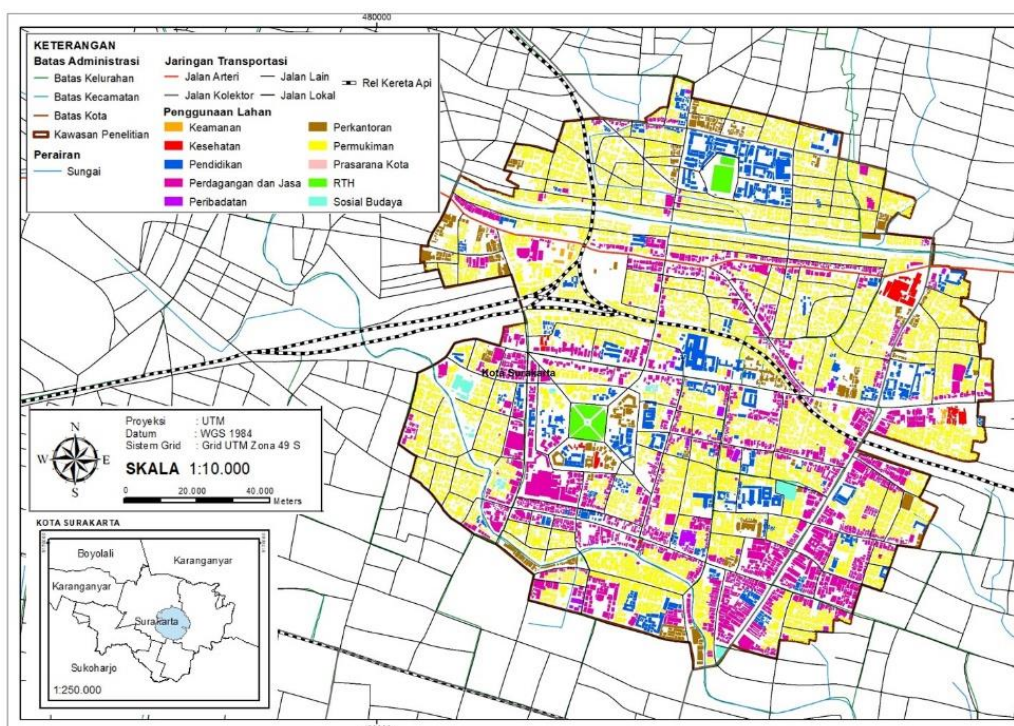 480000
KETERANGAN
Batas Administrasi
Batas Kelurahan
Batas Kecamatan
Batas Kota
Kawasan Penelitian
Perairan
Sungai
Jaringan Transportasi
Jalan Arteri
Jalan Lain
Rel Kereta Api
Jalan Kolektor
Jalan Lokal
Penggunaan Lahan
Keamanan
Perkantoran
Kesehatan
Permukiman
Pendidikan
Prasarana Kota
Perdagangan dan Jasa
RTH
Peribadatan
Sosial Budaya
Kota Surakarta
N
W E
S
Proyeksi : UTM
Datum : WGS 1984
Sistem Grid : Grid UTM Zona 49 S
SKALA 1:10.000
0 20.000 40.000
Meters
KOTA SURAKARTA
Boyolali
Karanganyar
Karanganyar
Surakarta
Sukoharjo
1:250.000